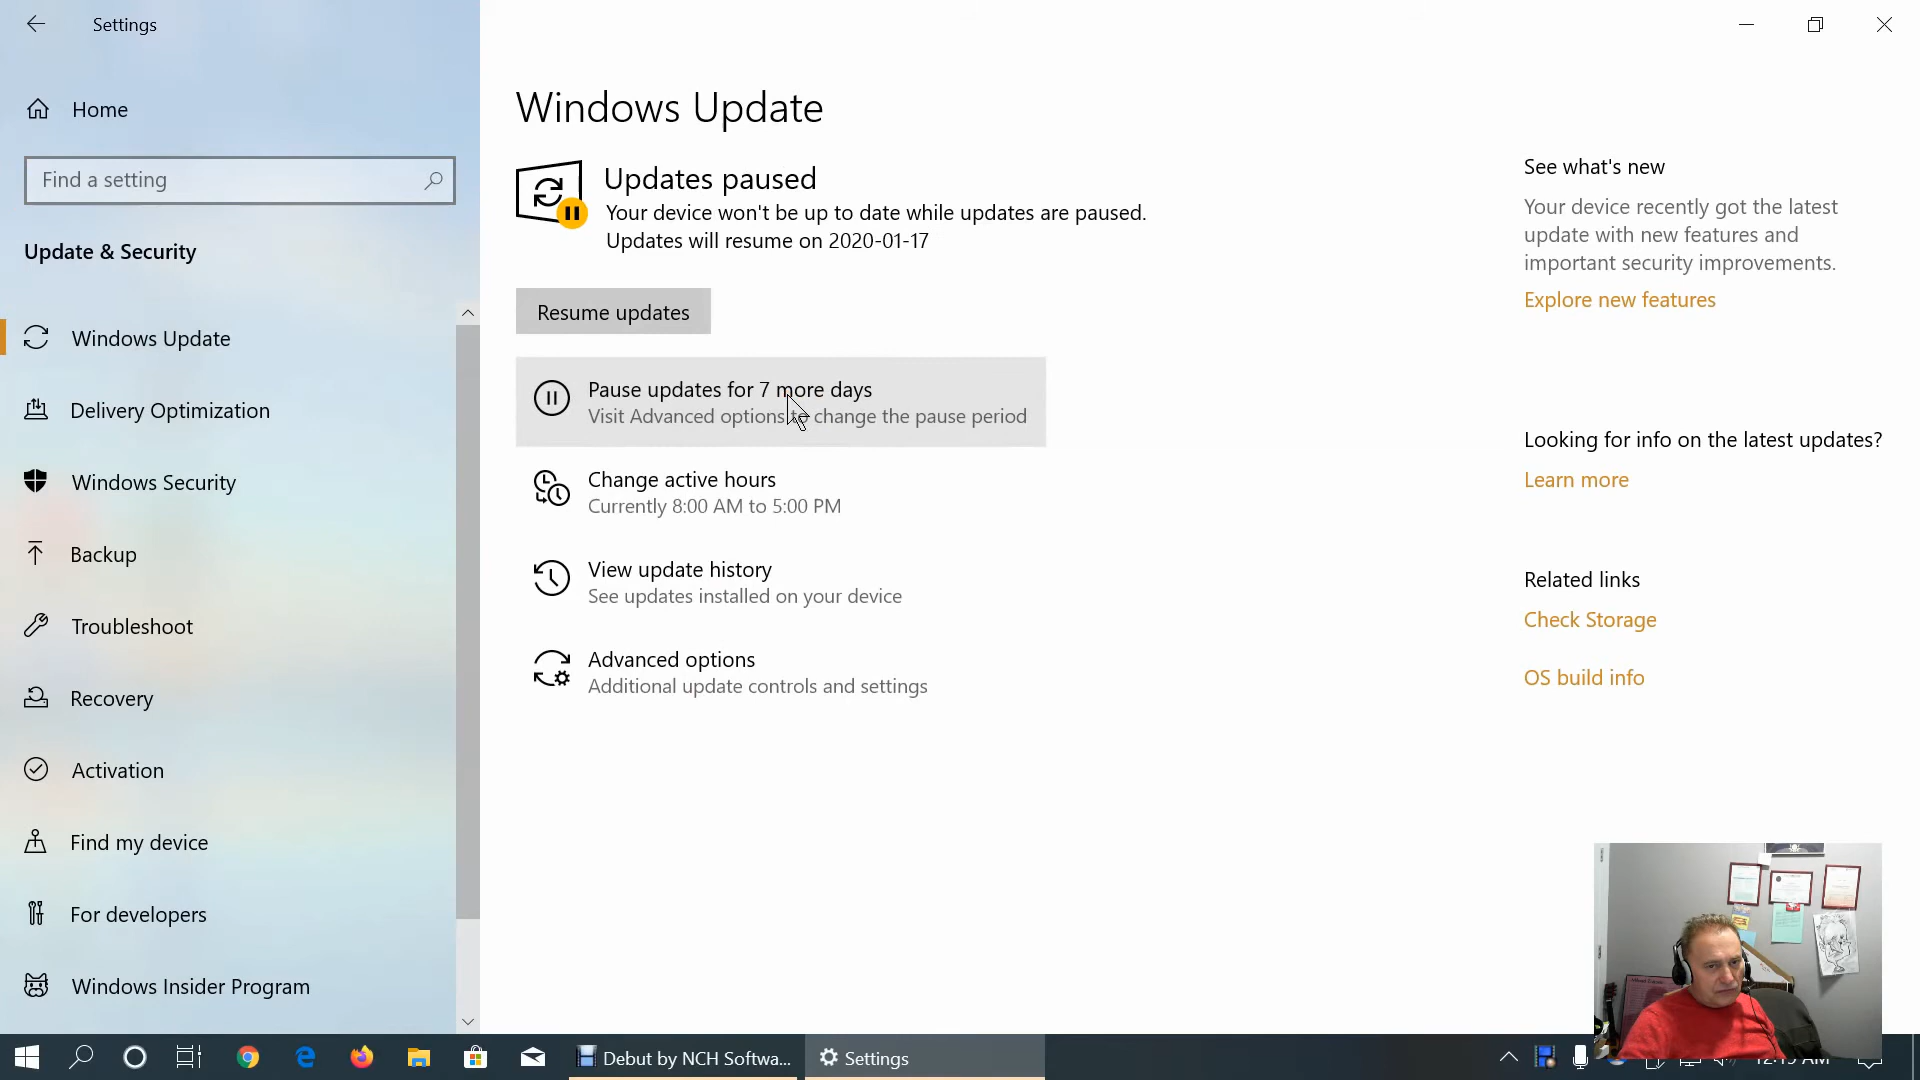 Settings
Home
Find a setting
Update & Security
Windows Update
Delivery Optimization
Windows Security
Backup
Troubleshoot
Recovery
Activation
Find my device
For developers
Windows Insider Program
Windows Update
Updates paused
Your device won't be up to date while updates are paused.
Updates will resume on 2020-01-17
Resume updates
Pause updates for 7 more days
Visit Advanced options to change the pause period
Change active hours
Currently 8:00 AM to 5:00 PM
View update history
See updates installed on your device
Advanced options
Additional update controls and settings
See what's new
Your device recently got the latest
update with new features and
important security improvements.
Explore new features
Looking for info on the latest updates?
Learn more
Related links
Check Storage
OS build info
Debut by NCH Softwa...
Settings